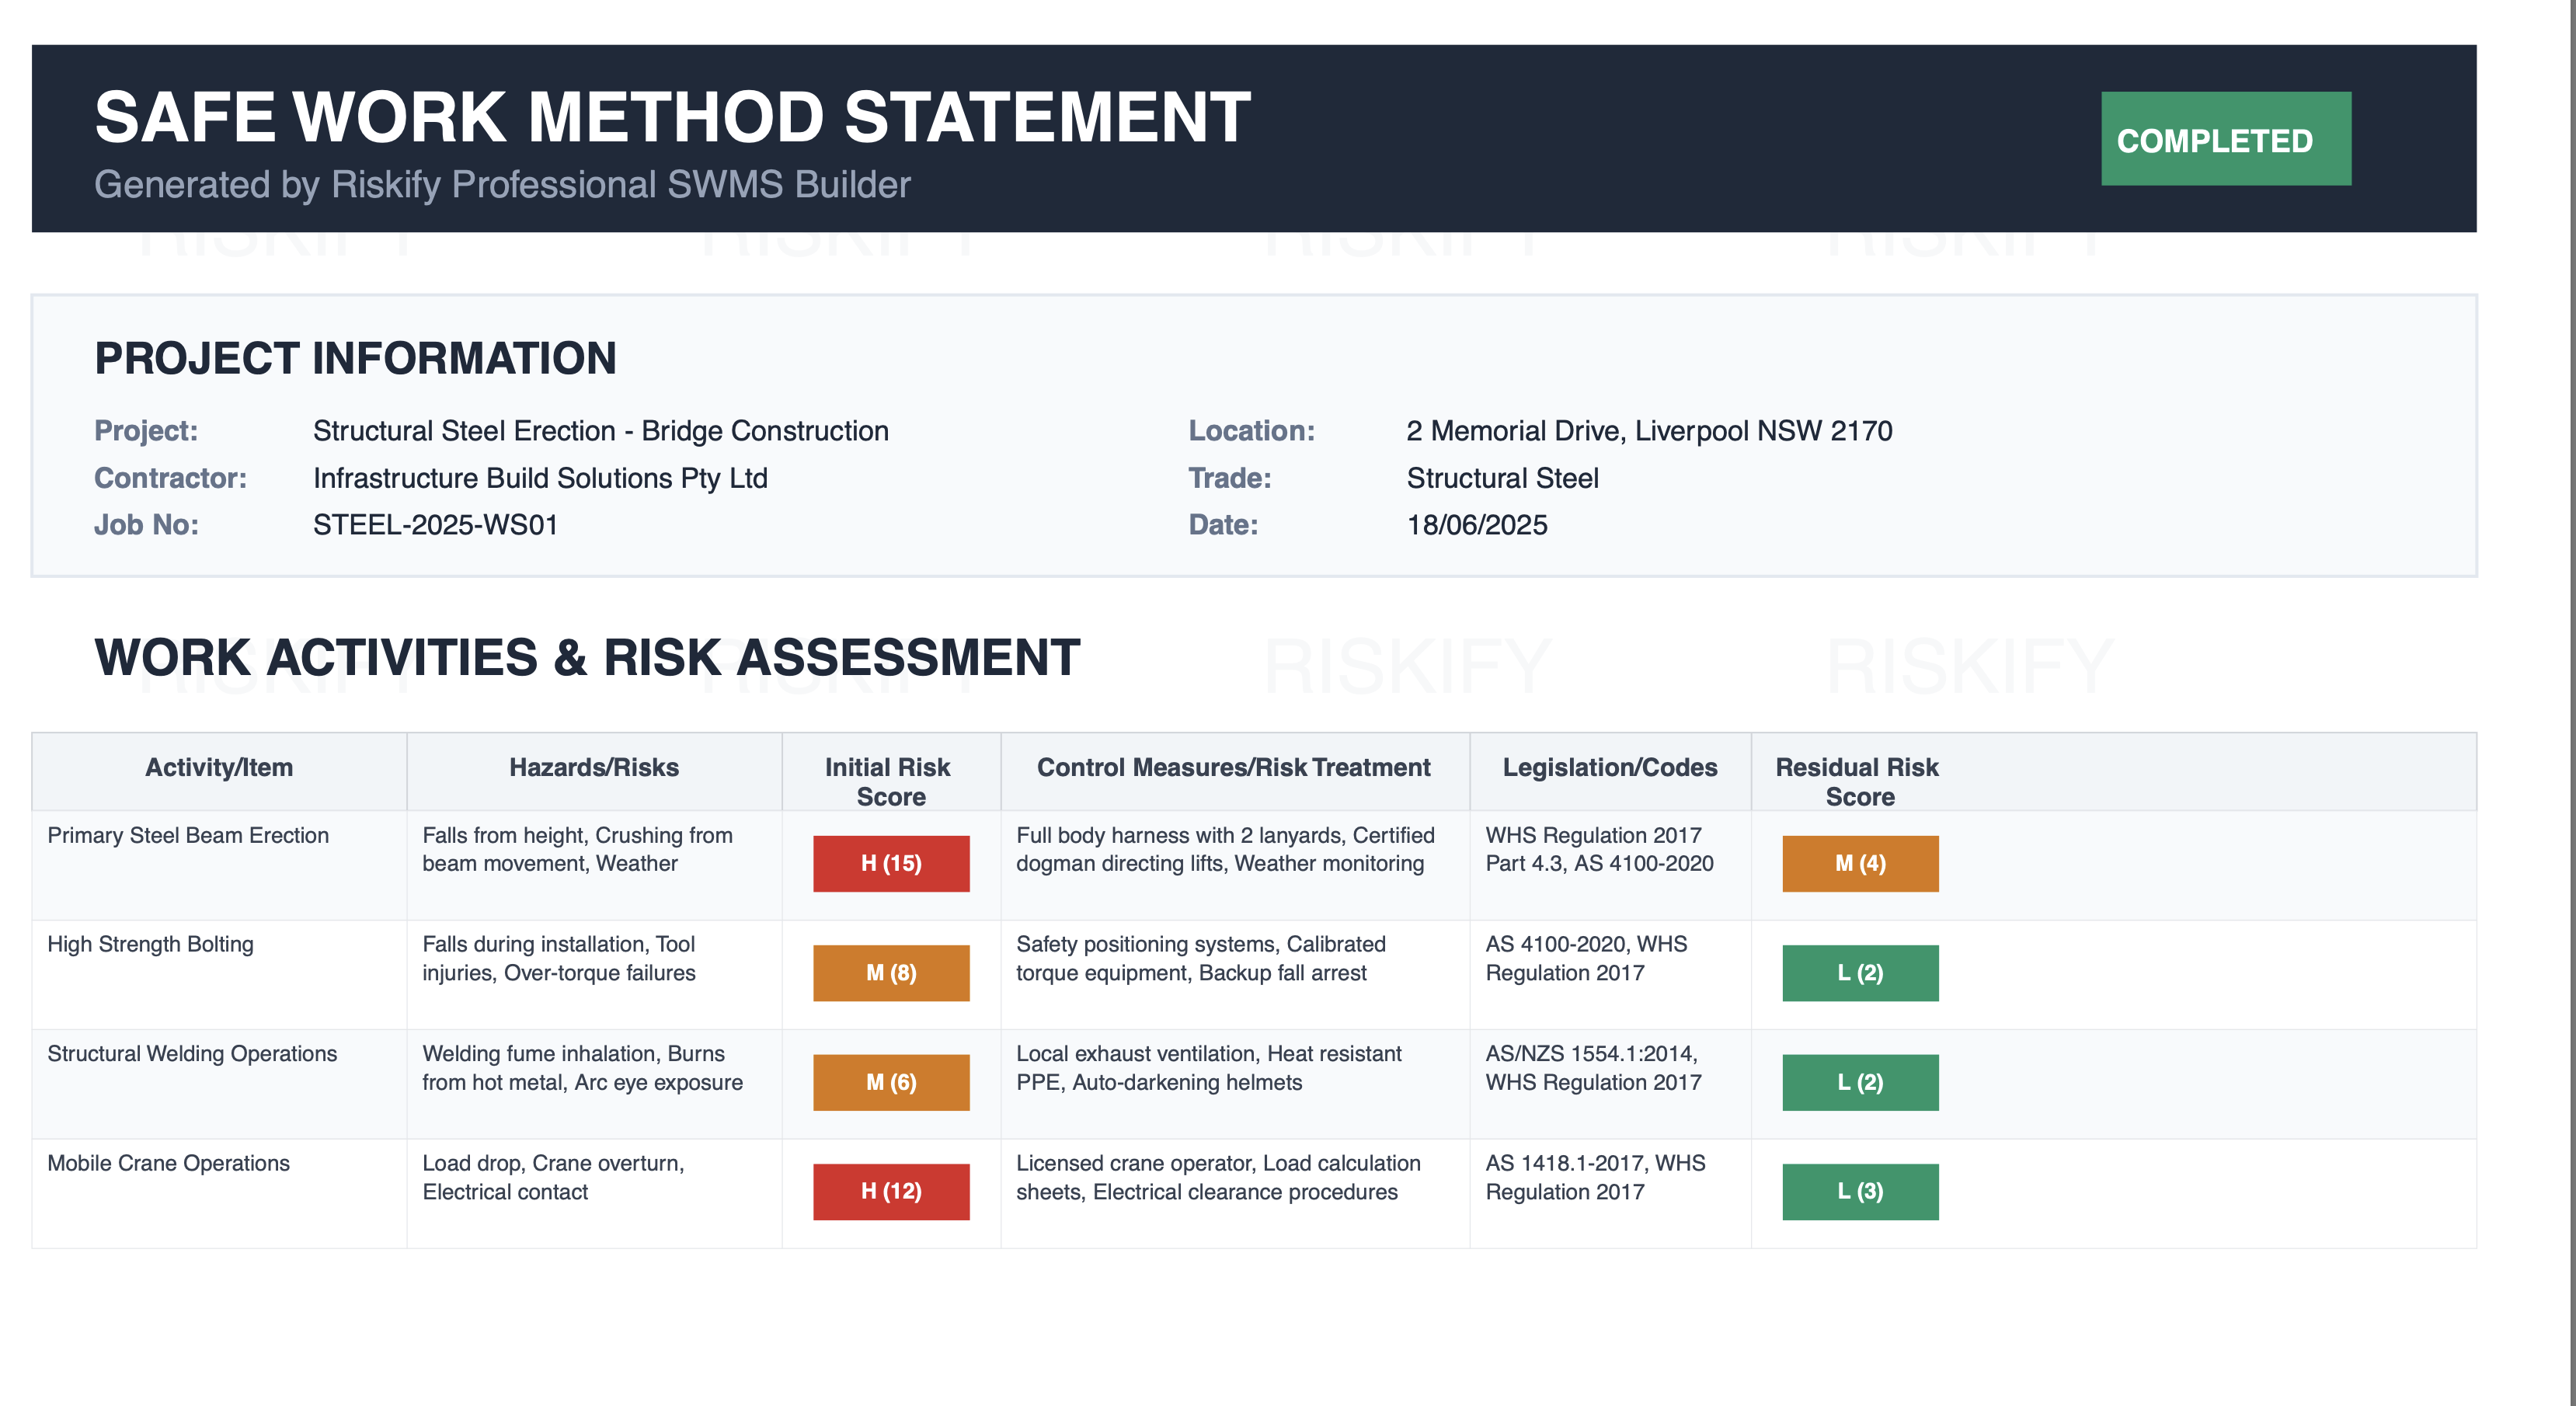 SAFE WORK METHOD STATEMENT
Generated by Riskify Professional SWMS Builder
COMPLETED
RISKIFY RISKIFY RISKIFY RISKIFY
PROJECT INFORMATION
Project: Structural Steel Erection - Bridge Construction
Location: 2 Memorial Drive, Liverpool NSW 2170
Contractor: Infrastructure Build Solutions Pty Ltd
Trade: Structural Steel
Job No: STEEL-2025-WS01
Date: 18/06/2025
WORK ACTIVITIES & RISK ASSESSMENT
RISKIFY RISKIFY RISKIFY RISKIFY
Activity/Item
Hazards/Risks
Initial Risk
Score
Control Measures/Risk Treatment
Legislation/Codes
Residual Risk
Score
Primary Steel Beam Erection
Falls from height, Crushing from
beam movement, Weather
H (15)
Full body harness with 2 lanyards, Certified
dogman directing lifts, Weather monitoring
WHS Regulation 2017
Part 4.3, AS 4100-2020
M (4)
High Strength Bolting
Falls during installation, Tool
injuries, Over-torque failures
M (8)
Safety positioning systems, Calibrated
torque equipment, Backup fall arrest
AS 4100-2020, WHS
Regulation 2017
L (2)
Structural Welding Operations
Welding fume inhalation, Burns
from hot metal, Arc eye exposure
M (6)
Local exhaust ventilation, Heat resistant
PPE, Auto-darkening helmets
AS/NZS 1554.1:2014,
WHS Regulation 2017
L (2)
Mobile Crane Operations
Load drop, Crane overturn,
Electrical contact
H (12)
Licensed crane operator, Load calculation
sheets, Electrical clearance procedures
AS 1418.1-2017, WHS
Regulation 2017
L (3)